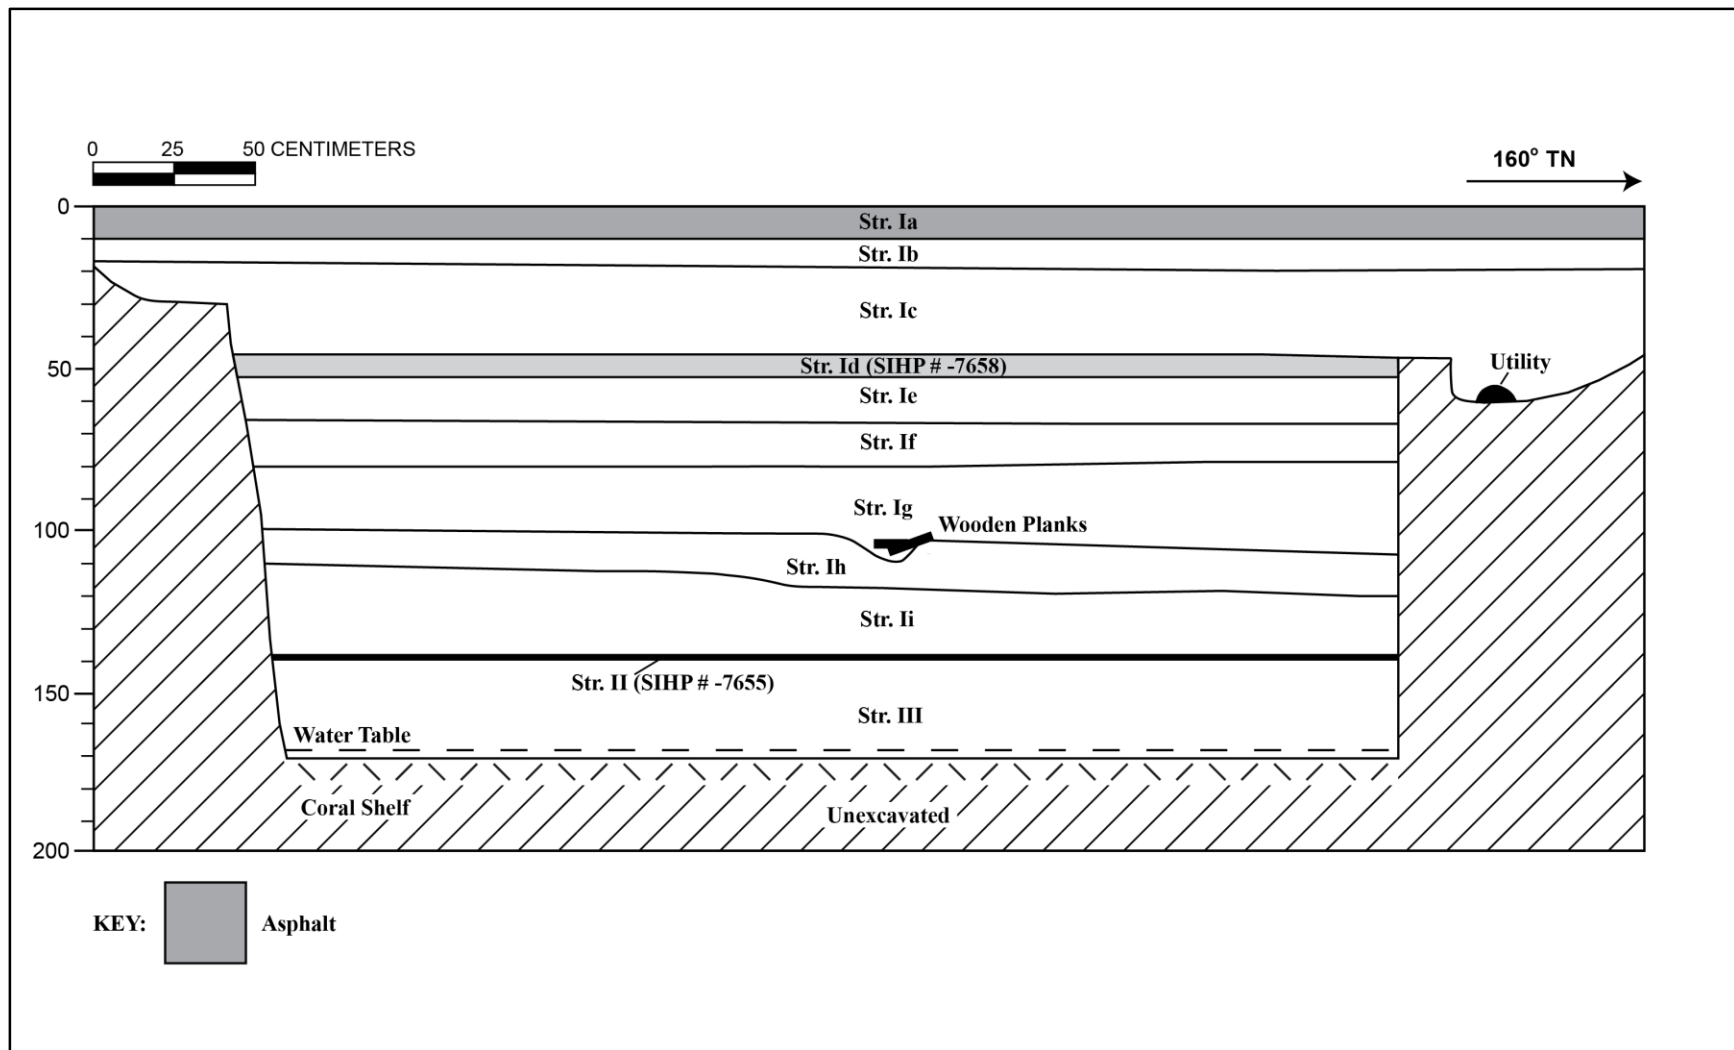 0 25 50 CENTIMETERS
160° TN
0
Str. Ia
Str. Ib
Str. Ic
50
Str. Id (SIHP # -7658)
Utility
Str. Ie
Str. If
Str. Ig
100
Wooden Planks
Str. Ih
Str. Ii
Str. II (SIHP # -7655)
150
Str. III
Water Table
Coral Shelf
Unexcavated
200
KEY:
Asphalt